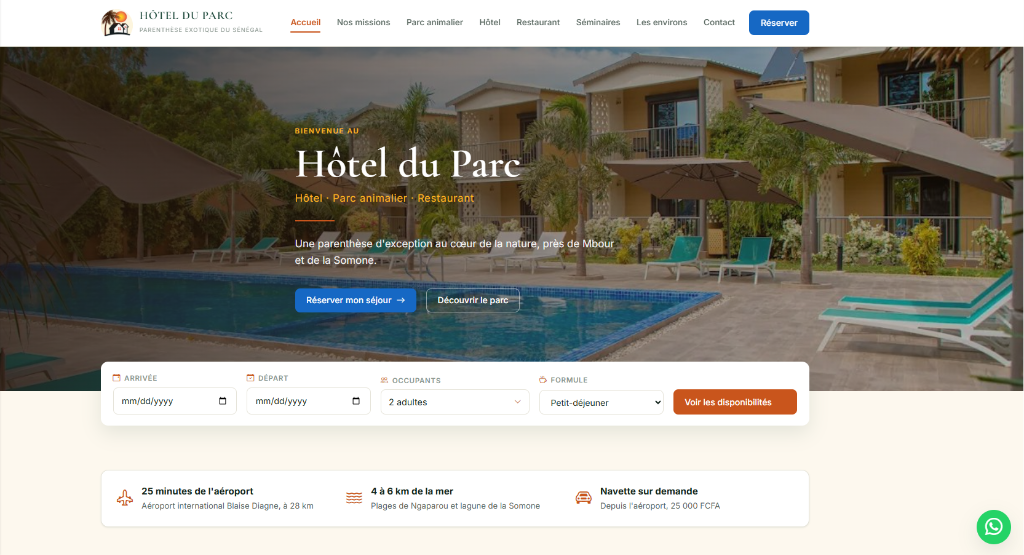 HÔTEL DU PARC
PARENTHÈSE EXOTIQUE DU SÉNÉGAL
Accueil
Nos missions
Parc animalier
Hôtel
Restaurant
Séminaires
Les environs
Contact
Réserver
BIENVENUE AU
Hôtel du Parc
Hôtel · Parc animalier · Restaurant
Une parenthèse d'exception au cœur de la nature, près de Mbour
et de la Somone.
Réserver mon séjour →
Découvrir le parc
ARRIVÉE
mm/dd/yyyy
DÉPART
mm/dd/yyyy
OCCUPANTS
2 adultes
FORMULE
Petit-déjeuner
Voir les disponibilités
25 minutes de l'aéroport
Aéroport international Blaise Diagne, à 28 km
4 à 6 km de la mer
Plages de Ngaparou et lagune de la Somone
Navette sur demande
Depuis l'aéroport, 25 000 FCFA